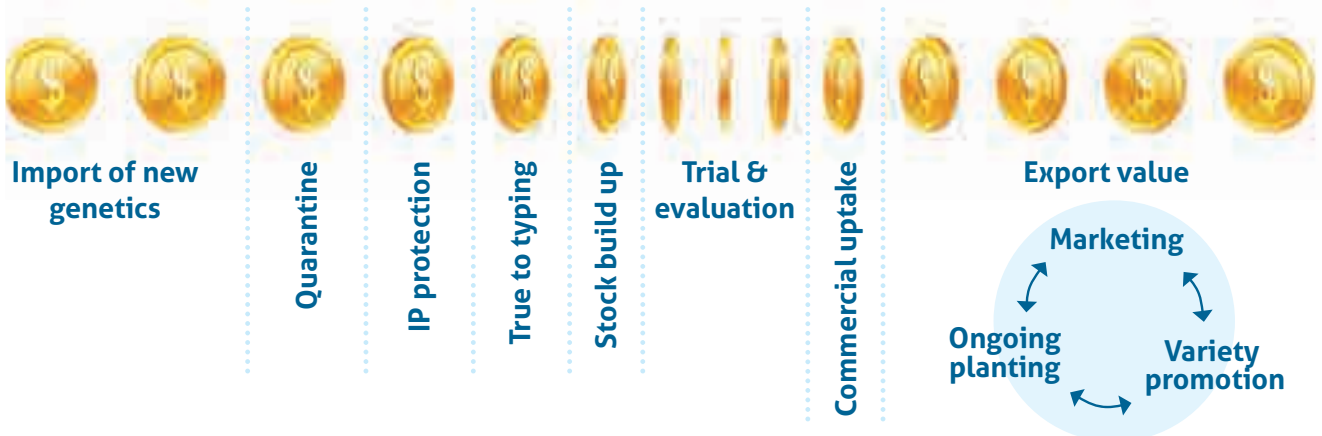 Import of new
genetics
Quarantine
IP protection
True to typing
Stock build up
Trial &
evaluation
Commercial uptake
Export value
Marketing
Ongoing
planting
Variety
promotion